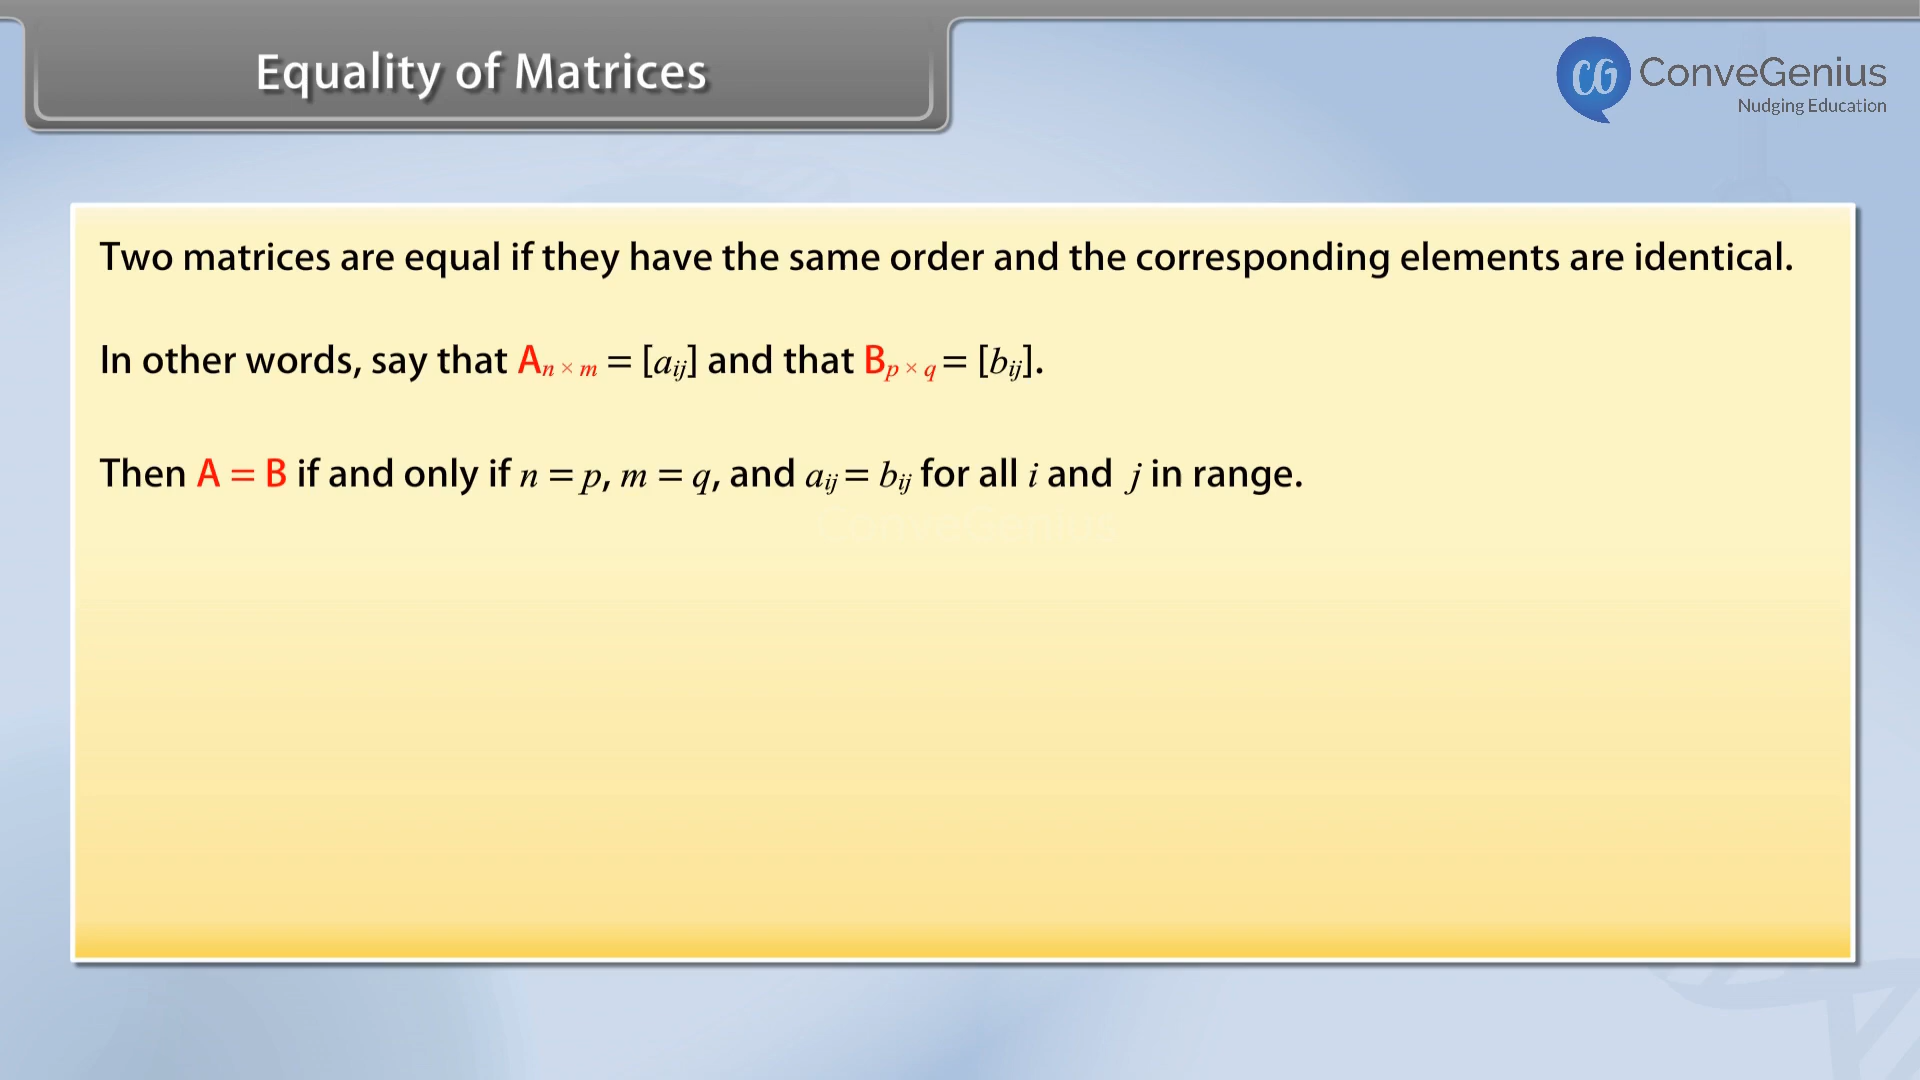 Equality of Matrices
CG ConveGenius
Nudging Education
Two matrices are equal if they have the same order and the corresponding elements are identical.
In other words, say that A n × m = [aij] and that B p × q = [bij].
Then A = B if and only if n = p, m = q, and aij = bij for all i and j in range.
ConveGenius